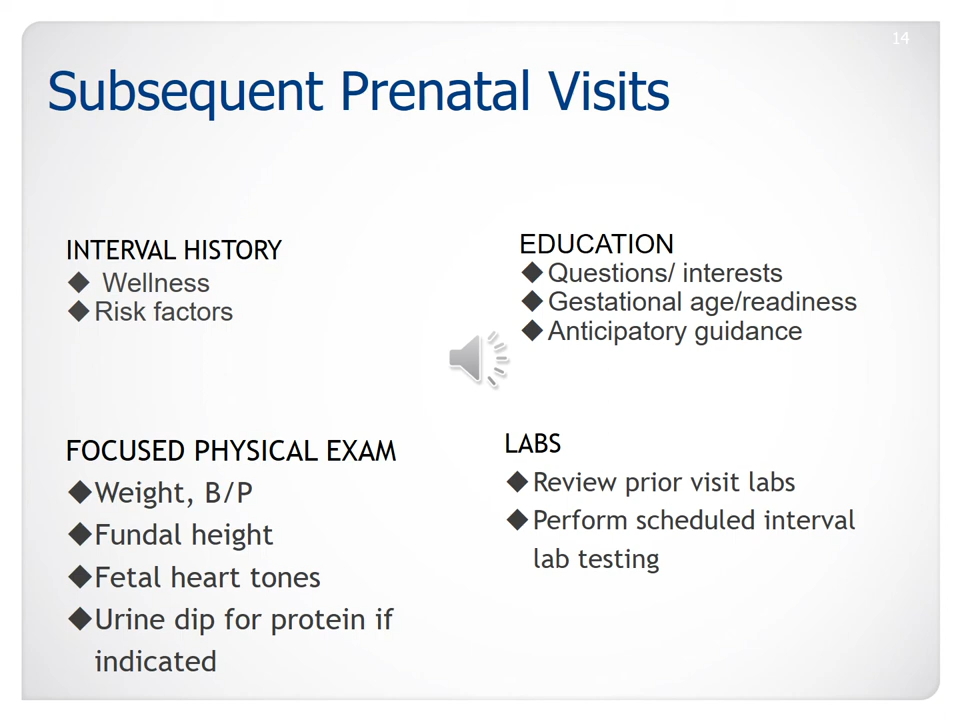 14
Subsequent Prenatal Visits
INTERVAL HISTORY
◆ Wellness
◆Risk factors
EDUCATION
◆Questions/ interests
◆Gestational age/readiness
◆Anticipatory guidance
FOCUSED PHYSICAL EXAM
◆Weight, B/P
◆Fundal height
◆Fetal heart tones
◆Urine dip for protein if
indicated
LABS
◆Review prior visit labs
◆Perform scheduled interval
lab testing